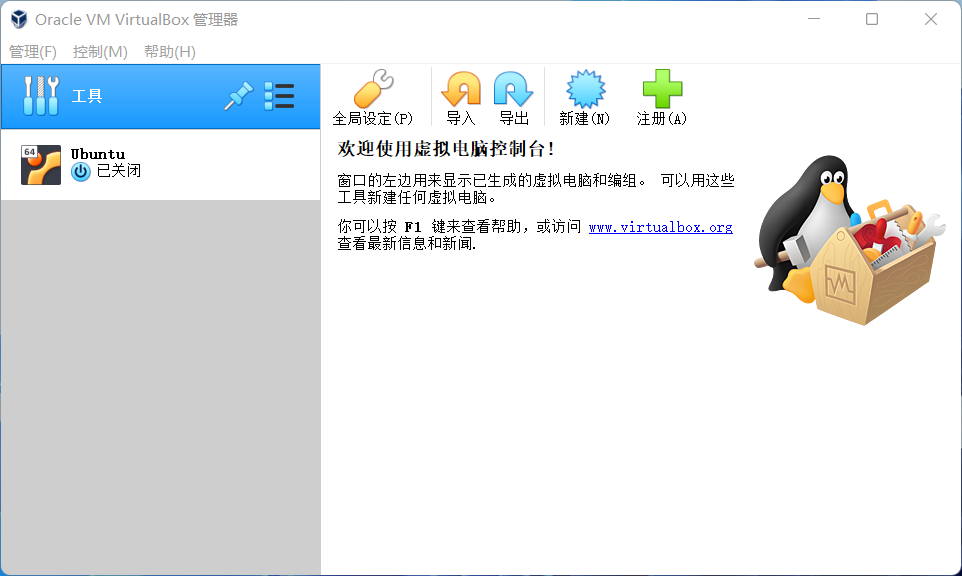 Oracle VM VirtualBox 管理器
管理(F) 控制(M) 帮助(H)
工具
全局设定(P) 导入 导出 新建(N) 注册(A)
64
Ubuntu
已关闭
欢迎使用虚拟电脑控制台!
窗口的左边用来显示已生成的虚拟电脑和编组。 可以用这些
工具新建任何虚拟电脑。
你可以按 F1 键来查看帮助，或访问 www.virtualbox.org
查看最新信息和新闻.